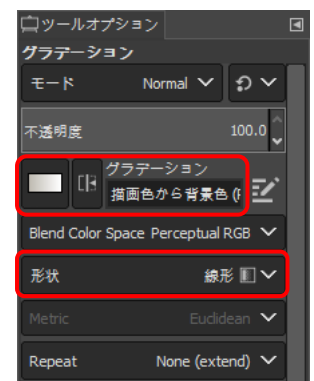 ツールオプション
グラデーション
モード Normal
不透明度 100.0
グラデーション
描画色から背景色 (F
Blend Color Space Perceptual RGB
形状 線形
Metric Euclidean
Repeat None (extend)